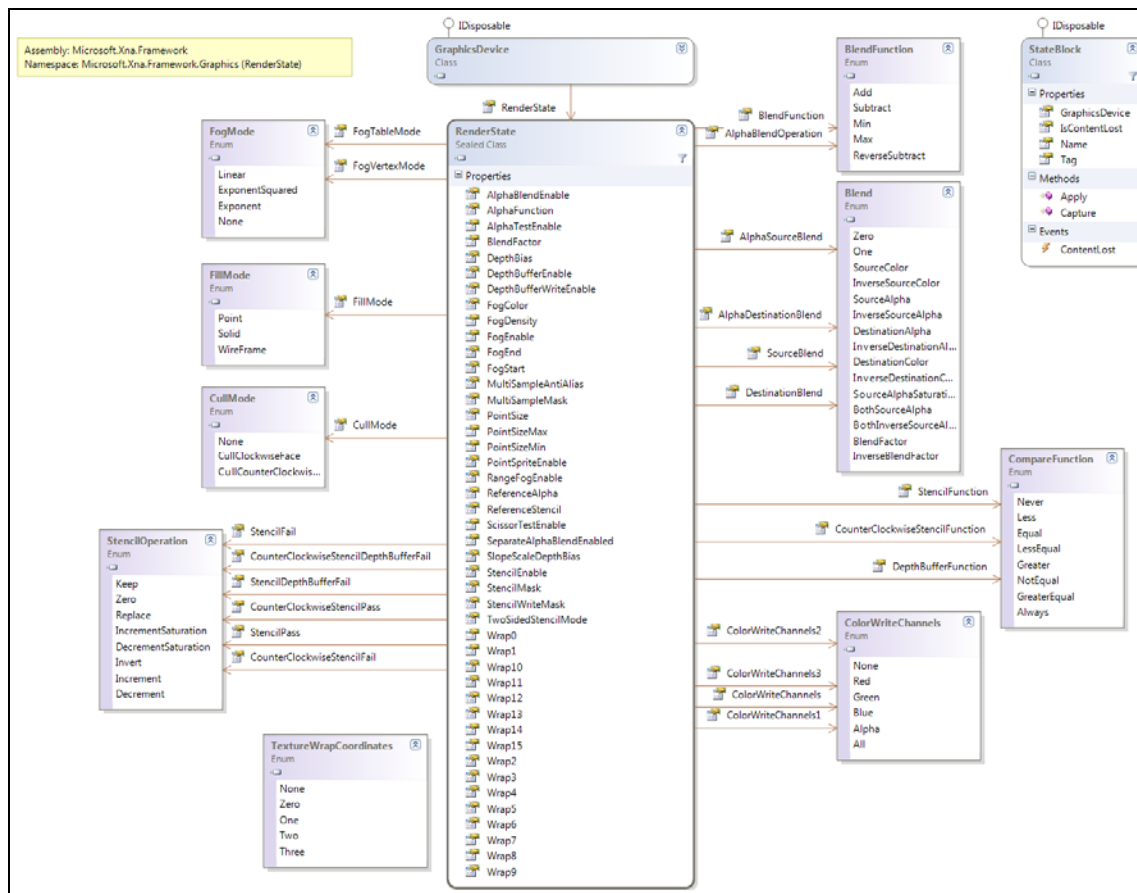 Assembly: Microsoft.Xna.Framework
Namespace: Microsoft.Xna.Framework.Graphics (RenderState)
IDisposable
GraphicsDevice
Class
RenderState
RenderState
Sealed Class
Properties
AlphaBlendEnable
AlphaFunction
AlphaTestEnable
BlendFactor
DepthBias
DepthBufferEnable
DepthBufferWriteEnable
FogColor
FogDensity
FogEnable
FogEnd
FogStart
MultiSampleAntiAlias
MultiSampleMask
PointSize
PointSizeMax
PointSizeMin
PointSpriteEnable
RangeFogEnable
ReferenceAlpha
ReferenceStencil
ScissorTestEnable
SeparateAlphaBlendEnabled
SlopeScaleDepthBias
StencilEnable
StencilMask
StencilWriteMask
TwoSidedStencilMode
Wrap0
Wrap1
Wrap10
Wrap11
Wrap12
Wrap13
Wrap14
Wrap15
Wrap2
Wrap3
Wrap4
Wrap5
Wrap6
Wrap7
Wrap8
Wrap9
FogMode
Enum
Linear
ExponentSquared
Exponent
None
FogTableMode
FogVertexMode
FillMode
Enum
Point
Solid
WireFrame
FillMode
CullMode
Enum
None
CullClockwiseFace
CullCounterClockwis...
CullMode
StencilOperation
Enum
Keep
Zero
Replace
IncrementSaturation
DecrementSaturation
Invert
Increment
Decrement
StencilFail
CounterClockwiseStencilDepthBufferFail
StencilDepthBufferFail
CounterClockwiseStencilPass
StencilPass
CounterClockwiseStencilFail
TextureWrapCoordinates
Enum
None
Zero
One
Two
Three
BlendFunction
AlphaBlendOperation
BlendFunction
Enum
Add
Subtract
Min
Max
ReverseSubtract
AlphaSourceBlend
AlphaDestinationBlend
SourceBlend
DestinationBlend
Blend
Enum
Zero
One
SourceColor
InverseSourceColor
SourceAlpha
InverseSourceAlpha
DestinationAlpha
InverseDestinationAl...
DestinationColor
InverseDestinationC...
SourceAlphaSaturati...
BothSourceAlpha
BothInverseSourceAl...
BlendFactor
InverseBlendFactor
StencilFunction
CounterClockwiseStencilFunction
DepthBufferFunction
CompareFunction
Enum
Never
Less
Equal
LessEqual
Greater
NotEqual
GreaterEqual
Always
ColorWriteChannels2
ColorWriteChannels3
ColorWriteChannels
ColorWriteChannels1
ColorWriteChannels
Enum
None
Red
Green
Blue
Alpha
All
IDisposable
StateBlock
Class
Properties
GraphicsDevice
IsContentLost
Name
Tag
Methods
Apply
Capture
Events
ContentLost